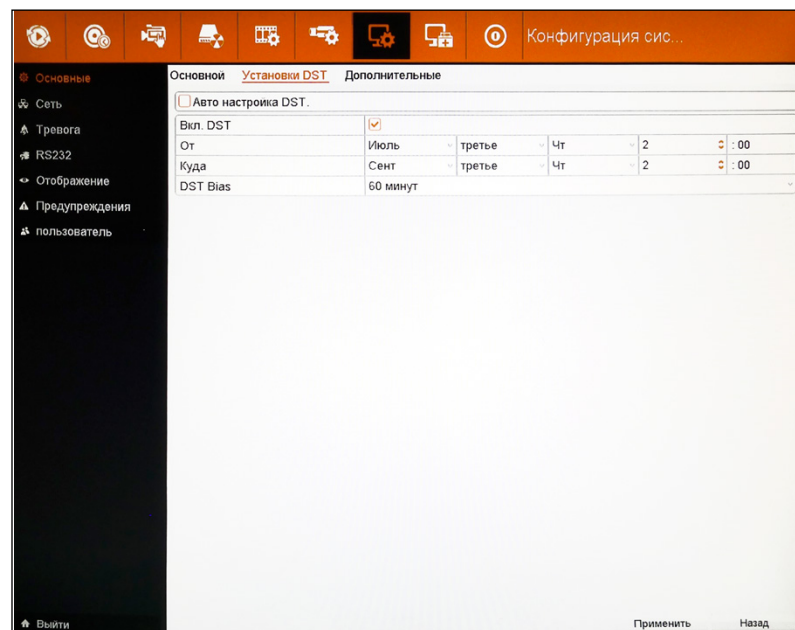 Конфигурация сис...
Основные
Сеть
Тревога
RS232
Отображение
Предупреждения
пользователь
Выйти
Основной Установки DST Дополнительные
Авто настройка DST.
Вкл. DST
От Июль третье Чт 2 : 00
Куда Сент третье Чт 2 : 00
DST Bias 60 минут
Применить Назад